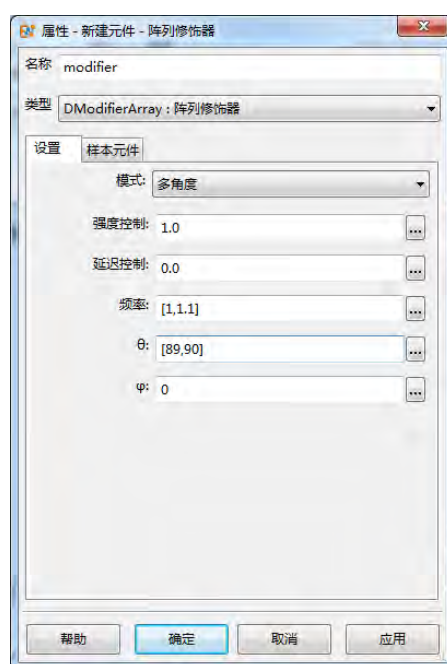 属性 - 新建元件 - 阵列修饰器
名称 modifier
类型 DModifierArray : 阵列修饰器
设置 样本元件
模式: 多角度
强度控制: 1.0 ...
延迟控制: 0.0 ...
频率: [1,1.1] ...
θ: [89,90] ...
φ: 0 ...
帮助 确定 取消 应用